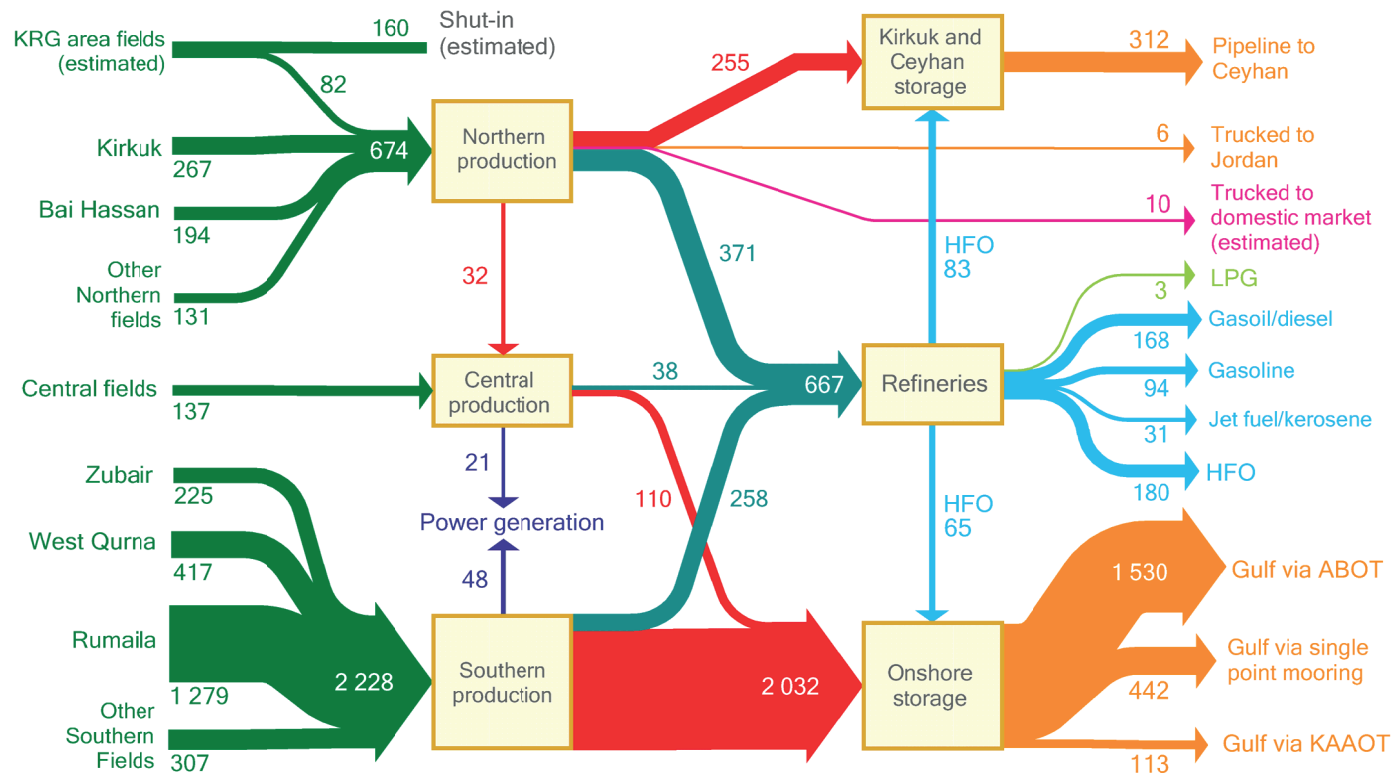 KRG area fields
(estimated)
160
Shut-in
(estimated)
82
Kirkuk
267
Bai Hassan
194
Other
Northern
fields
131
674
Northern
production
255
Kirkuk and
Ceyhan
storage
312
Pipeline to
Ceyhan
6
Trucked to
Jordan
10
Trucked to
domestic market
(estimated)
32
371
HFO
83
Central fields
137
Central
production
38
667
Refineries
3
LPG
Gasoil/diesel
168
Gasoline
94
Jet fuel/kerosene
31
HFO
180
21
Power generation
48
110
258
HFO
65
Zubair
225
West Qurna
417
Rumaila
1 279
Other
Southern
Fields
307
2 228
Southern
production
2 032
Onshore
storage
1 530
Gulf via ABOT
Gulf via single
point mooring
442
Gulf via KAAOT
113